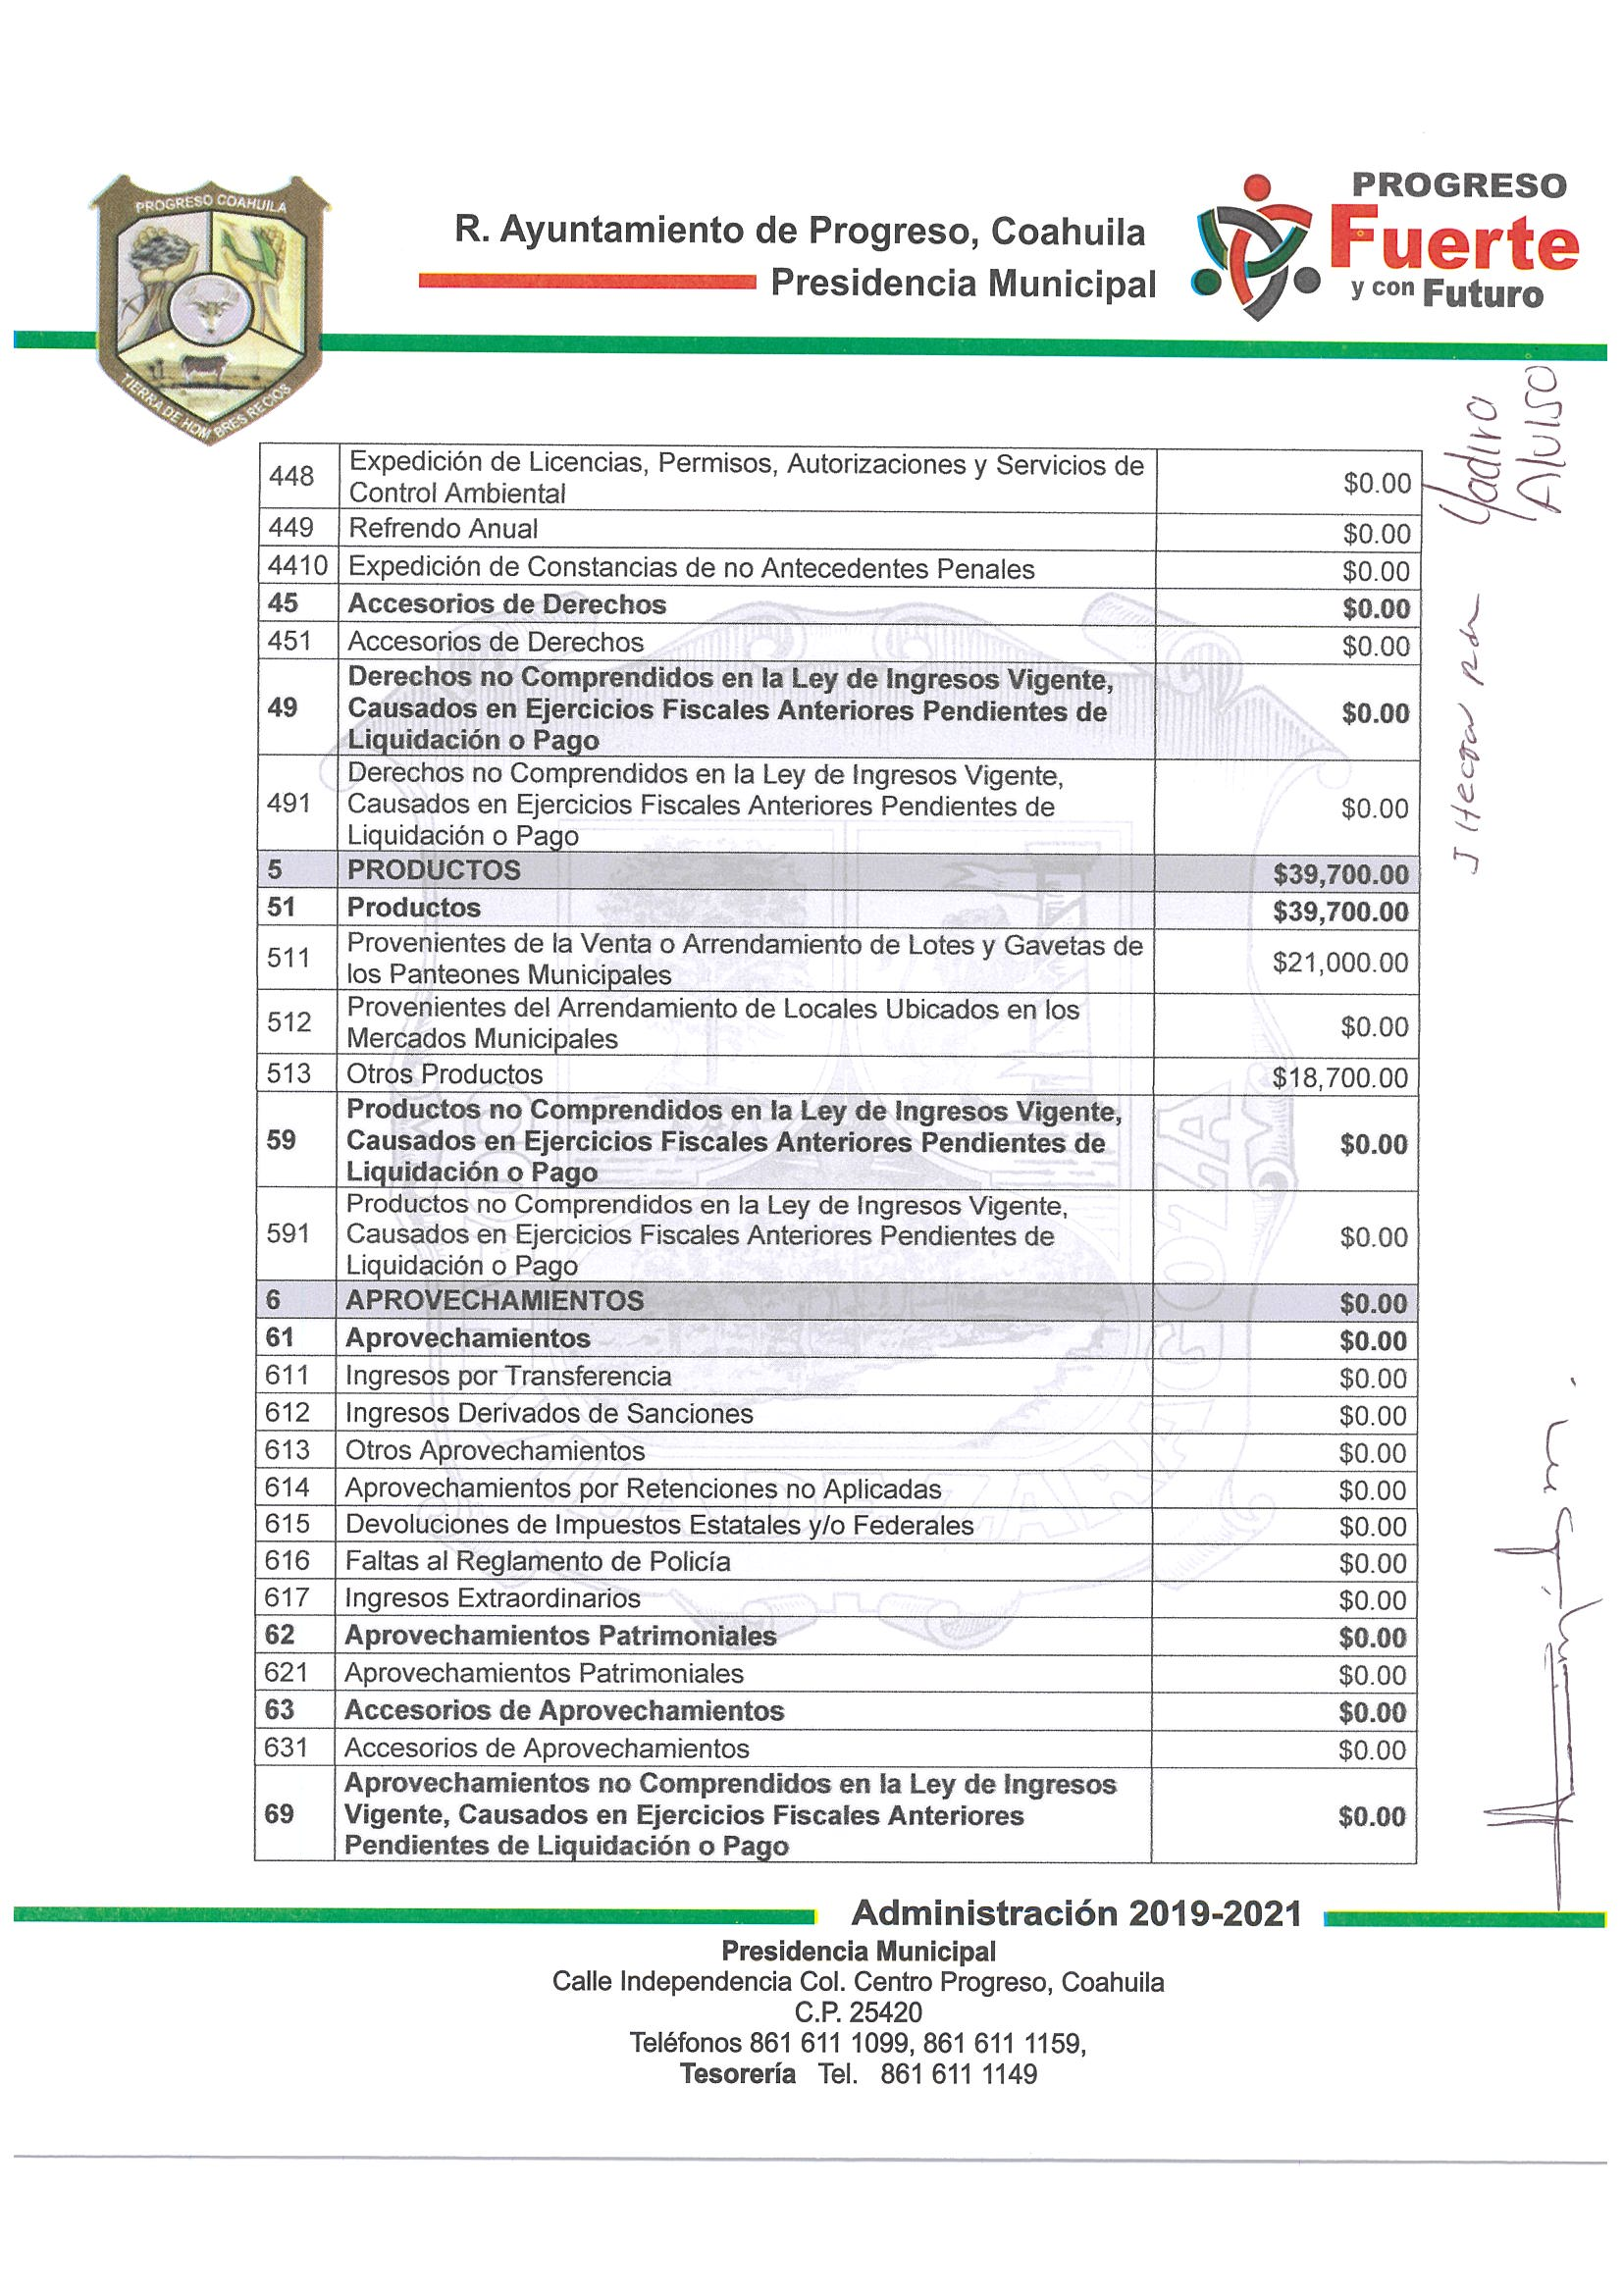 PROGRESO COAHUILA
TIERRA DE HOMBRES RECIOS
R. Ayuntamiento de Progreso, Coahuila
Presidencia Municipal
PROGRESO
Fuerte
y con Futuro
Yadira
Aluiso
448 Expedición de Licencias, Permisos, Autorizaciones y Servicios de
Control Ambiental $0.00
449 Refrendo Anual $0.00
4410 Expedición de Constancias de no Antecedentes Penales $0.00
45 Accesorios de Derechos $0.00
451 Accesorios de Derechos $0.00
49 Derechos no Comprendidos en la Ley de Ingresos Vigente,
Causados en Ejercicios Fiscales Anteriores Pendientes de
Liquidación o Pago $0.00
491 Derechos no Comprendidos en la Ley de Ingresos Vigente,
Causados en Ejercicios Fiscales Anteriores Pendientes de
Liquidación o Pago $0.00
J Hector
5 PRODUCTOS $39,700.00
51 Productos $39,700.00
511 Provenientes de la Venta o Arrendamiento de Lotes y Gavetas de
los Panteones Municipales $21,000.00
512 Provenientes del Arrendamiento de Locales Ubicados en los
Mercados Municipales $0.00
513 Otros Productos $18,700.00
59 Productos no Comprendidos en la Ley de Ingresos Vigente,
Causados en Ejercicios Fiscales Anteriores Pendientes de
Liquidación o Pago $0.00
591 Productos no Comprendidos en la Ley de Ingresos Vigente,
Causados en Ejercicios Fiscales Anteriores Pendientes de
Liquidación o Pago $0.00
6 APROVECHAMIENTOS $0.00
61 Aprovechamientos $0.00
611 Ingresos por Transferencia $0.00
612 Ingresos Derivados de Sanciones $0.00
613 Otros Aprovechamientos $0.00
614 Aprovechamientos por Retenciones no Aplicadas $0.00
615 Devoluciones de Impuestos Estatales y/o Federales $0.00
616 Faltas al Reglamento de Policía $0.00
617 Ingresos Extraordinarios $0.00
62 Aprovechamientos Patrimoniales $0.00
621 Aprovechamientos Patrimoniales $0.00
63 Accesorios de Aprovechamientos $0.00
631 Accesorios de Aprovechamientos $0.00
69 Aprovechamientos no Comprendidos en la Ley de Ingresos
Vigente, Causados en Ejercicios Fiscales Anteriores
Pendientes de Liquidación o Pago $0.00
Administración 2019-2021
Presidencia Municipal
Calle Independencia Col. Centro Progreso, Coahuila
C.P. 25420
Teléfonos 861 611 1099, 861 611 1159,
Tesorería Tel. 861 611 1149